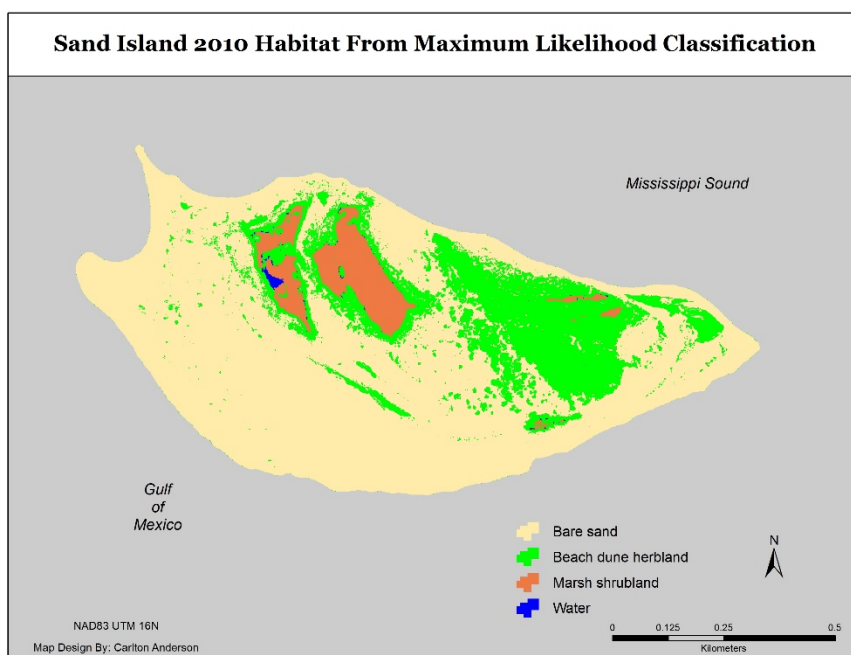 Sand Island 2010 Habitat From Maximum Likelihood Classification
Mississippi Sound
Gulf
of
Mexico
Bare sand
Beach dune herbland
Marsh shrubland
Water
N
NAD83 UTM 16N
Map Design By: Carlton Anderson
0 0.125 0.25 0.5
Kilometers